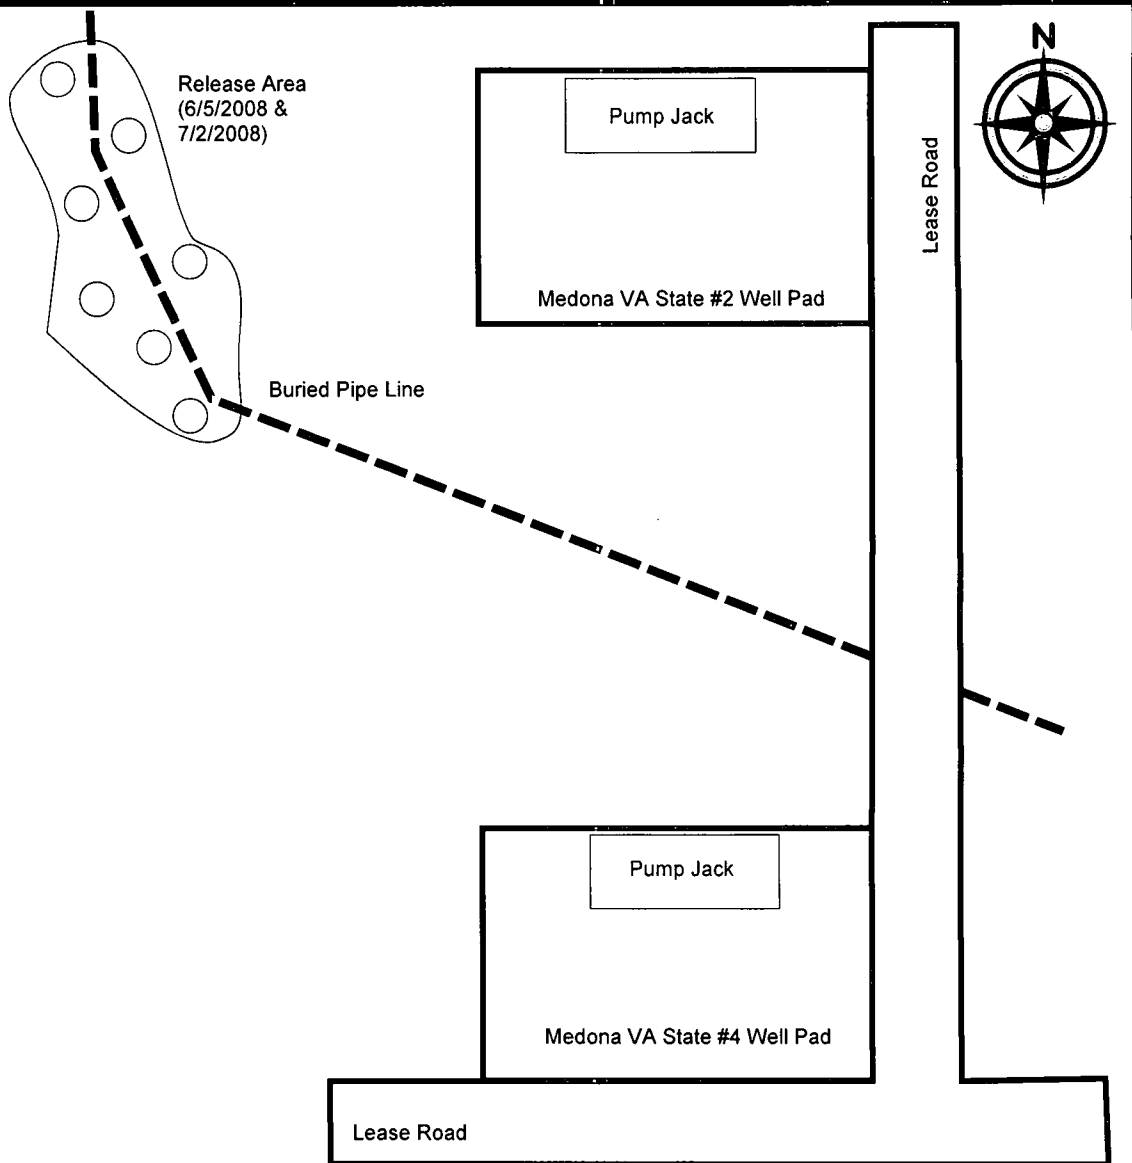 N
Release Area
(6/5/2008 &
7/2/2008)
Pump Jack
Lease Road
Medona VA State #2 Well Pad
Buried Pipe Line
Pump Jack
Medona VA State #4 Well Pad
Lease Road